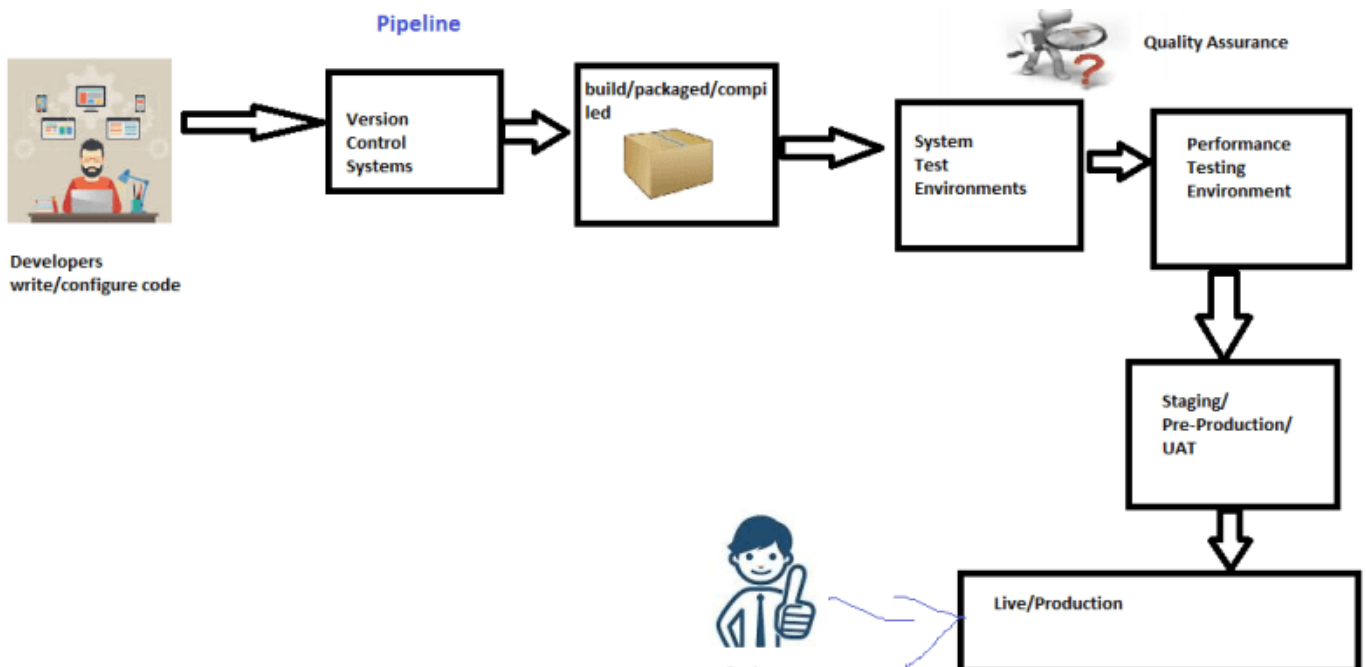 Pipeline
Quality Assurance
Developers
write/configure code
Version
Control
Systems
build/packaged/compi
led
System
Test
Environments
Performance
Testing
Environment
Staging/
Pre-Production/
UAT
Live/Production